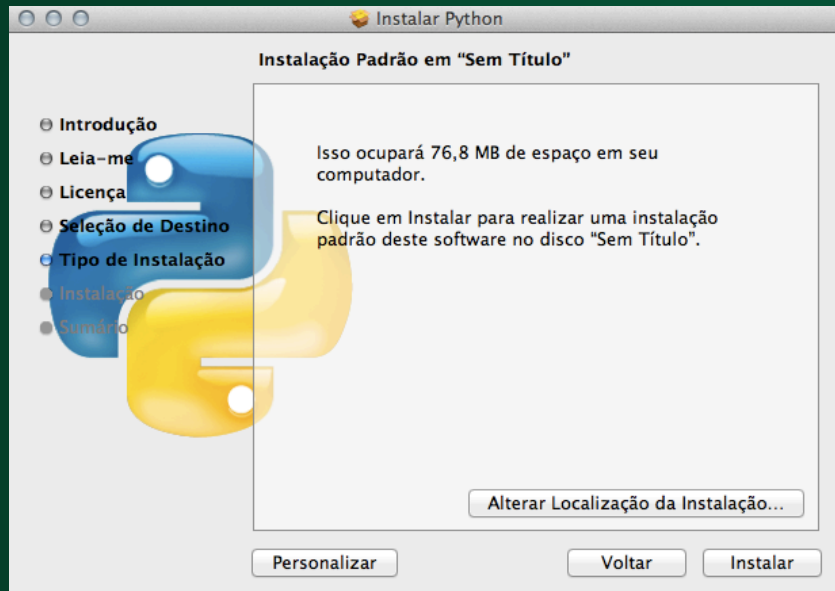 Instalar Python
Instalação Padrão em “Sem Título”
Introdução
Leia-me
Licença
Seleção de Destino
Tipo de Instalação
Instalação
Sumário
Isso ocupará 76,8 MB de espaço em seu
computador.
Clique em Instalar para realizar uma instalação
padrão deste software no disco “Sem Título”.
Alterar Localização da Instalação...
Personalizar
Voltar
Instalar